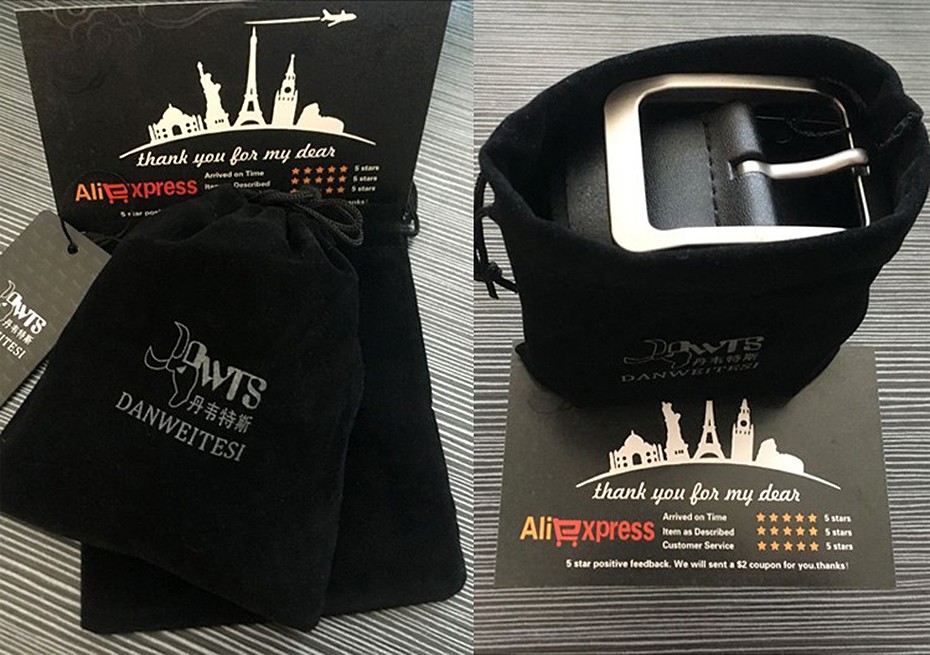 thank you for my dear
AliExpress
Arrived on Time 5 stars
5 stars
5 stars
DWTS
丹韦特斯
DANWEITESI
WTS
DWTS
丹韦特斯
DANWEITESI
thank you for my dear
AliExpress
Arrived on Time 5 stars
Item as Described 5 stars
Customer Service 5 stars
5 star positive feedback. We will sent a $2 coupon for you.thanks!